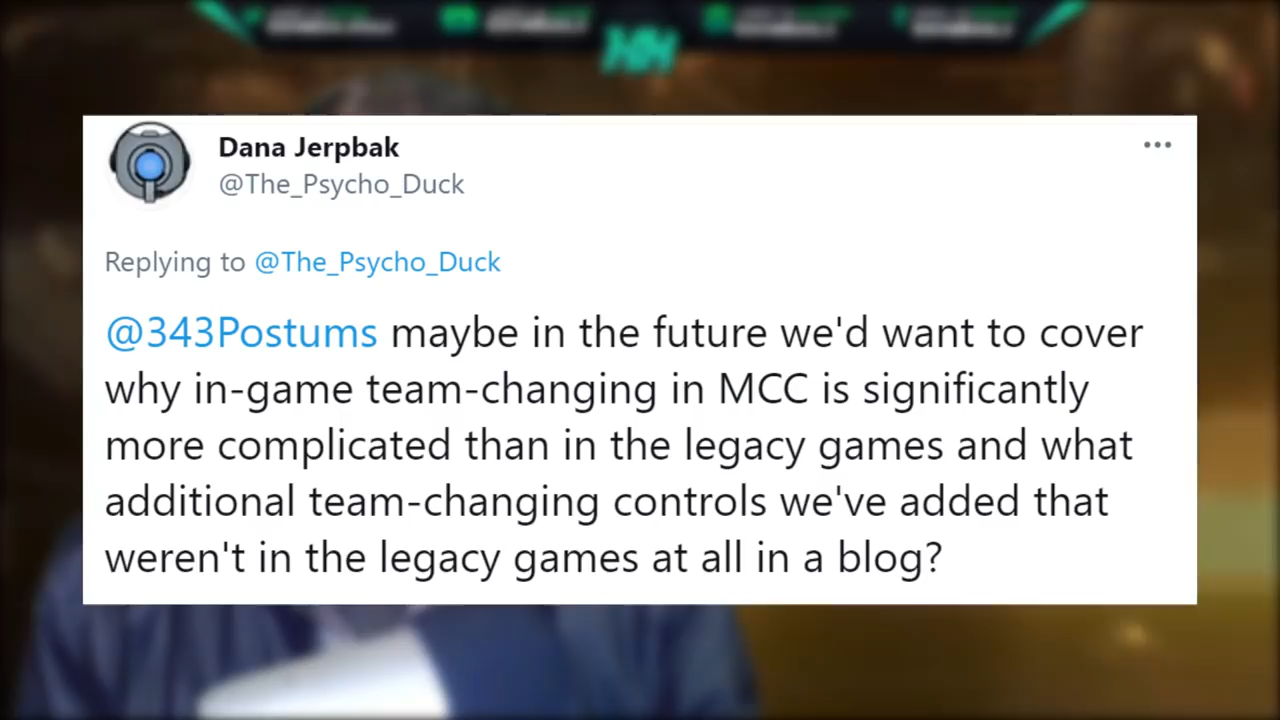 HH
Dana Jerpbak
@The_Psycho_Duck
Replying to @The_Psycho_Duck
@343Postums maybe in the future we'd want to cover
why in-game team-changing in MCC is significantly
more complicated than in the legacy games and what
additional team-changing controls we've added that
weren't in the legacy games at all in a blog?